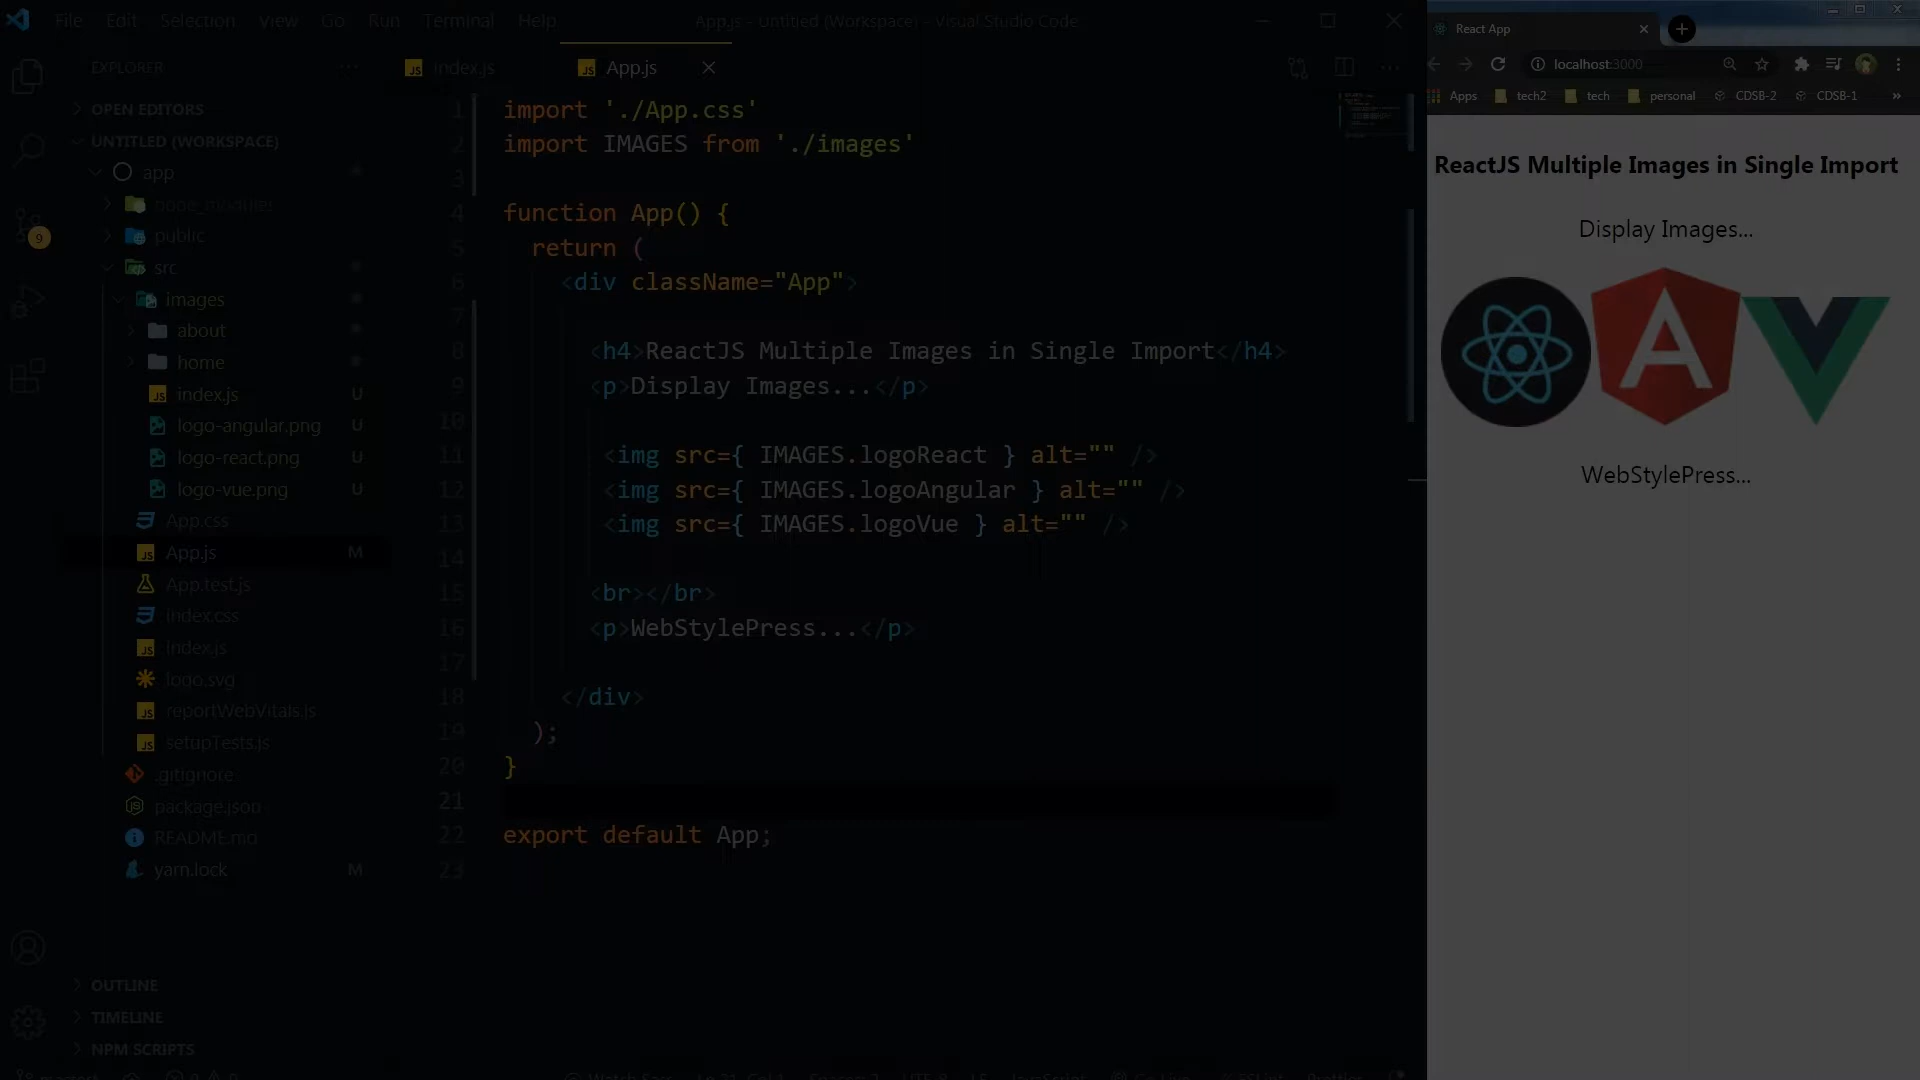 File Edit Selection View Go Run Terminal Help
App.js - Untitled (Workspace) - Visual Studio Code
EXPLORER
OPEN EDITORS
UNTITLED (WORKSPACE)
app
node_modules
public
src
images
about
home
index.js U
logo-angular.png U
logo-react.png U
logo-vue.png U
App.css
App.js M
App.test.js
index.css
index.js
logo.svg
reportWebVitals.js
setupTests.js
.gitignore
package.json
README.md
yarn.lock M
OUTLINE
TIMELINE
NPM SCRIPTS
9
index.js
App.js
1 import './App.css'
2 import IMAGES from './images'
3
4 function App() {
5 return (
6 <div className="App">
7
8 <h4>ReactJS Multiple Images in Single Import</h4>
9 <p>Display Images...</p>
10
11 <img src={ IMAGES.logoReact } alt="" />
12 <img src={ IMAGES.logoAngular } alt="" />
13 <img src={ IMAGES.logoVue } alt="" />
14
15 <br></br>
16 <p>WebStylePress...</p>
17
18 </div>
19 );
20 }
21
22 export default App;
23
React App
localhost:3000
Apps tech2 tech personal CDSB-2 CDSB-1 »
ReactJS Multiple Images in Single Import
Display Images...
WebStylePress...